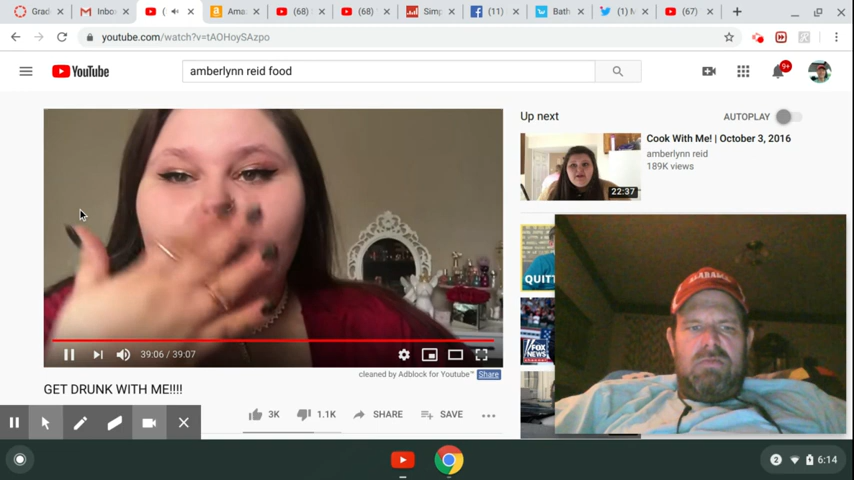 Grad
Inbo
(
Ama
(68)
(68)
Simp
(11)
Bath
(1) M
(67)
youtube.com/watch?v=tAOHoySAzpo
YouTube
amberlynn reid food
9+
Up next
AUTOPLAY
Cook With Me! | October 3, 2016
amberlynn reid
189K views
22:37
QUIT
FOX
NEWS
ALABAMA
39:06 / 39:07
cleaned by Adblock for Youtube™ Share
GET DRUNK WITH ME!!!!
3K
1.1K
SHARE
SAVE
2
6:14